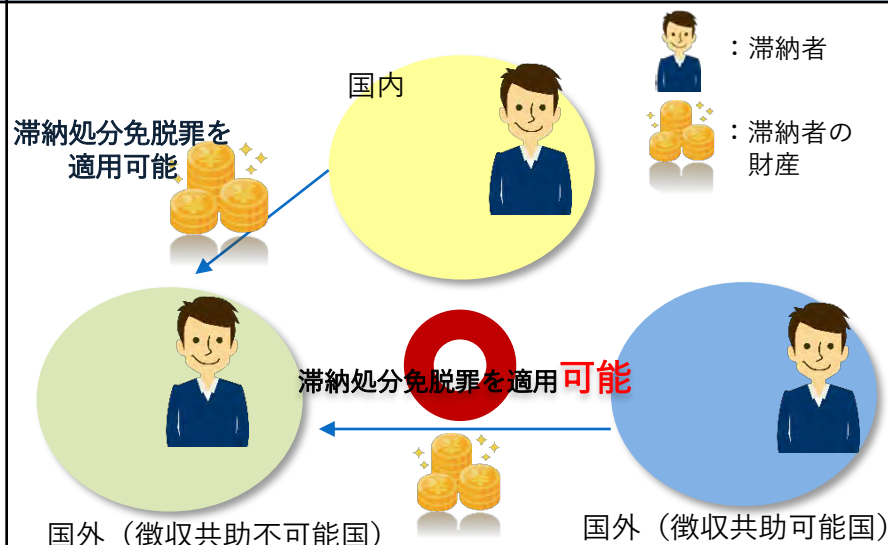 国内
：滞納者
：滞納者の
財産
滞納処分免脱罪を
適用可能
滞納処分免脱罪を適用可能
国外（徴収共助不可能国）
国外（徴収共助可能国）